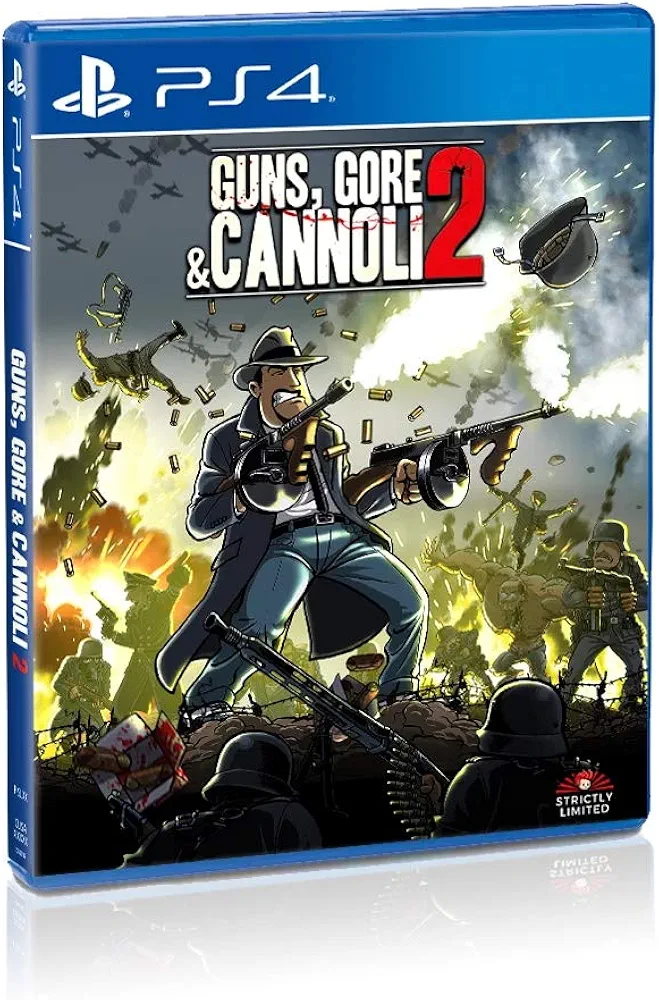 PS4
GUNS, GORE
& CANNOLI 2
STRICTLY
LIMITED
PS4
GUNS, GORE & CANNOLI 2